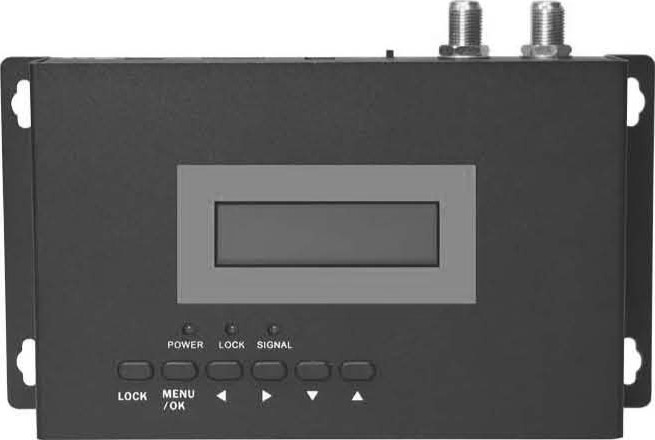 POWER LOCK SIGNAL
LOCK MENU ◀ ▶ ▼ ▲
/OK